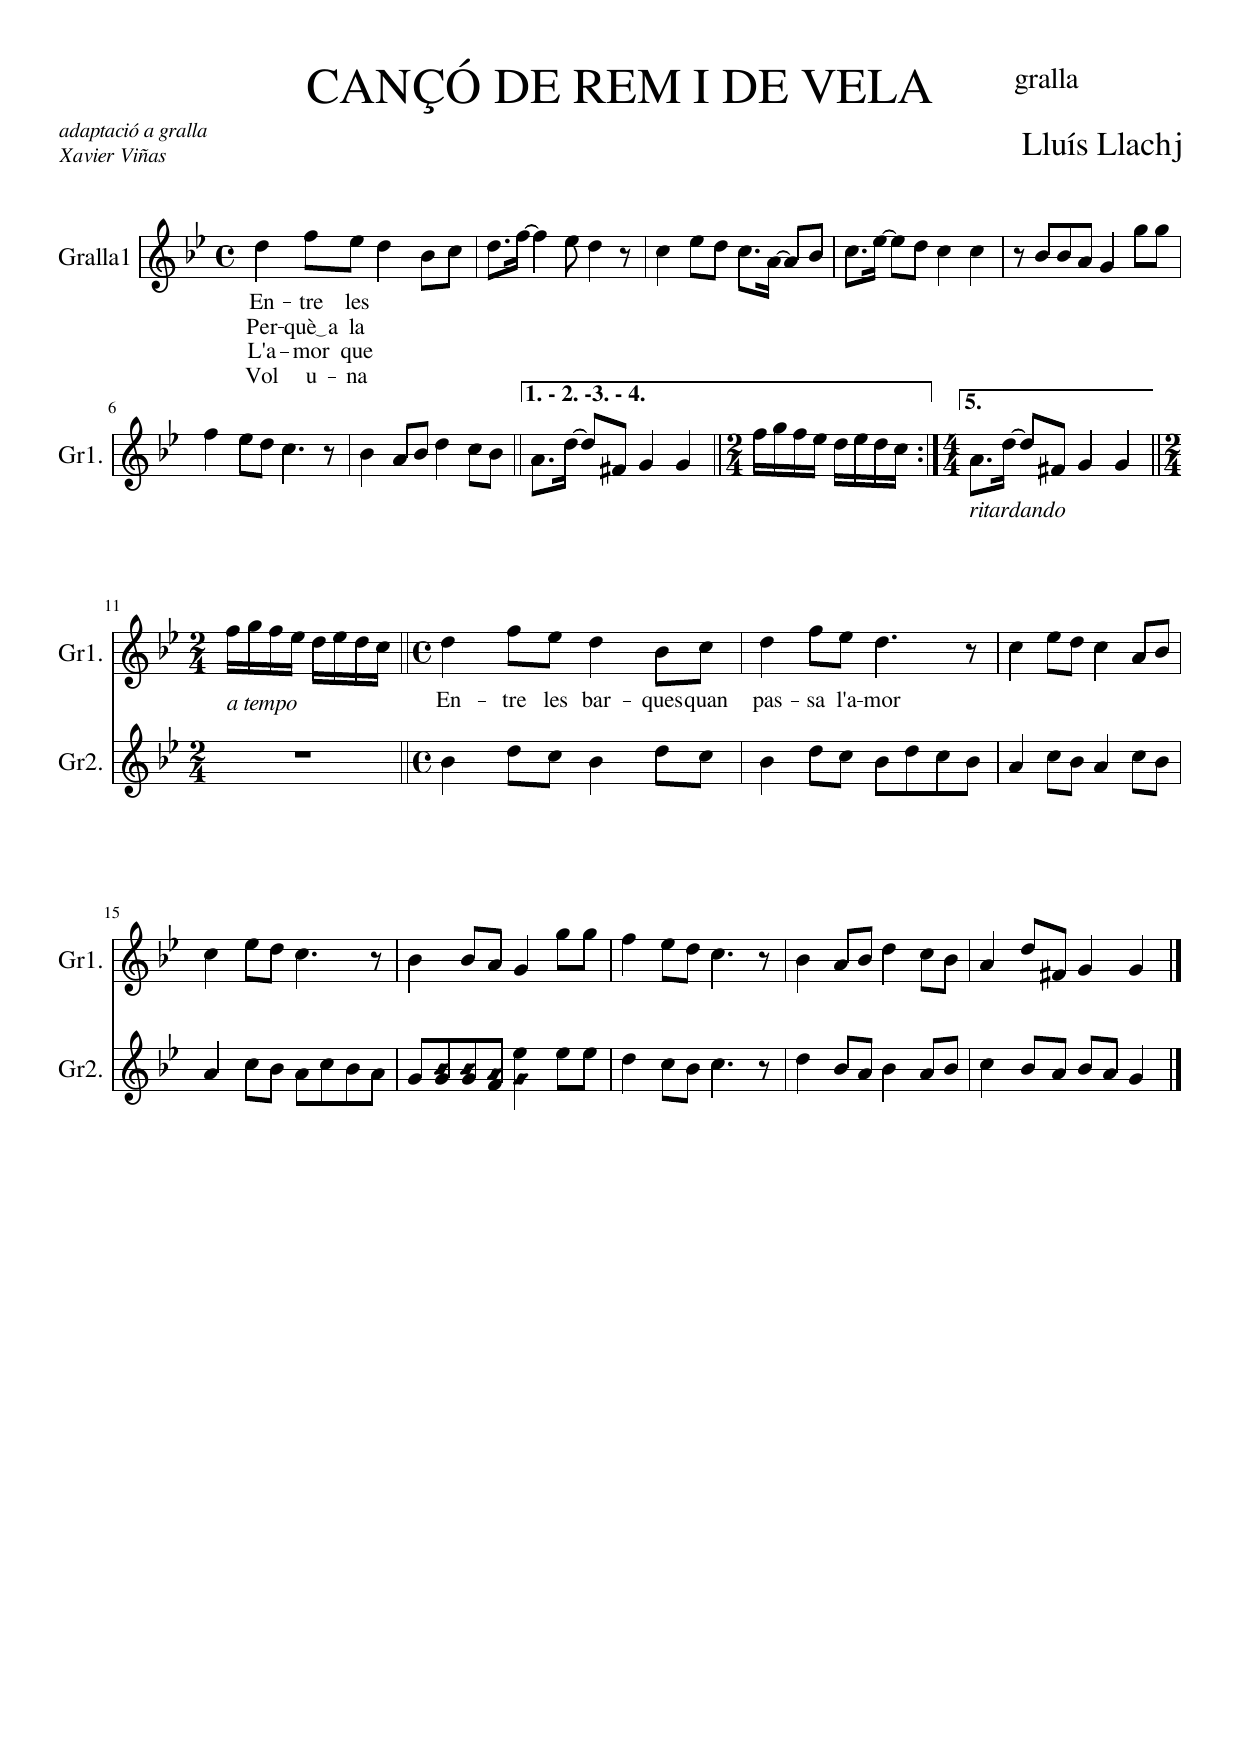 CANÇÓ DE REM I DE VELA
gralla
adaptació a gralla
Xavier Viñas
Lluís Llachj
Gralla1
En - tre les
Per-què‿a la
L'a - mor que
Vol u - na
6
Gr1.
1. - 2. -3. - 4.
5.
ritardando
11
Gr1.
a tempo
En - tre les bar - ques quan pas - sa l'a-mor
Gr2.
15
Gr1.
Gr2.